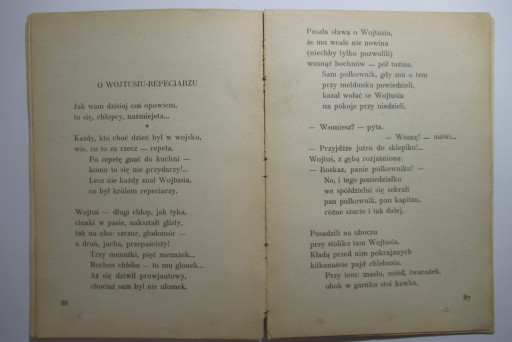 O WOJTUSIU-REPECIARZU
Jak wam dzisiaj coś opowiem,
to się, chłopcy, naśmiejeta...
*
Każdy, kto choć dzień był w wojsku,
wie, co to za rzecz — repeta.
Po repetę gnać do kuchni —
komu to się nie przydarzy!...
Lecz nie każdy znał Wojtusia,
co był królem repeciarzy.
Wojtuś — długi chłop, jak tyka,
cienki w pasie, nakształt glisty,
tak na oko: szczur, głodomór —
a drań, jucha, przepaścisty!
Trzy menażki, pięć menażek...
Bochen chleba — to mu glonek...
Aż się dziwił prowjantowy,
chociaż sam był nie ułomek.
86
Poszła sława o Wojtusiu,
że mu wcale nie nowina
(niechby tylko pozwolili)
wsunąć bochnów — pół tuzina.
Sam pułkownik, gdy mu o tem
przy meldunku powiedzieli,
kazał wołać se Wojtusia
na pokoje przy niedzieli.
— Wsuniesz? — pyta.
— Wsunę! — mówi...
— Przyjdźże jutro do sklepiku!...
Wojtuś, z gębą rozjaśnioną:
— Rozkaz, panie pułkowniku! —
No, i tego poniedziałku
we spółdzielni się zebrali
pan pułkownik, pan kapitan,
różne szarże i tak dalej.
Posadzili na uboczu
przy stoliku tam Wojtusia.
Kładą przed nim pokrajanych
kilkanaście pajd chlebusia.
Przy tem: masło, miód, twarożek,
obok w garnku stoi kawka.
87